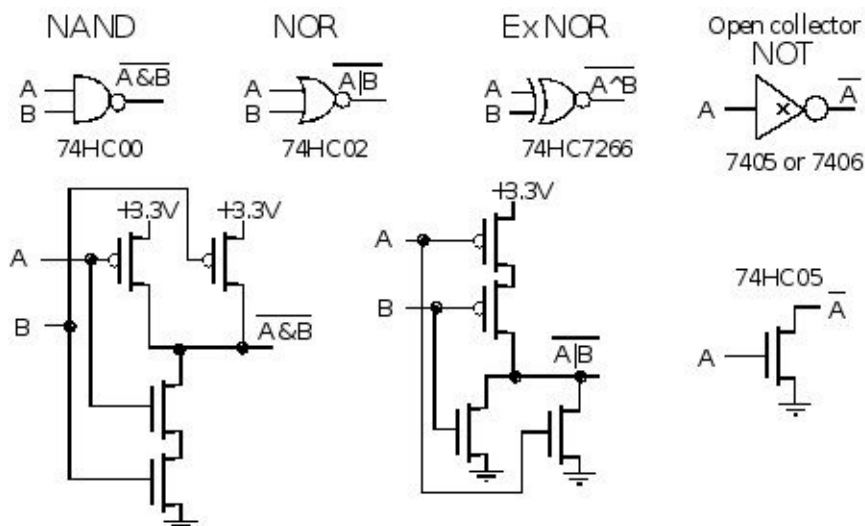 NAND
NOR
Ex NOR
Open collector
NOT
A
B
A&B
A
B
A|B
A
B
A^B
A
A
74HC00
74HC02
74HC7266
7405 or 7406
+3.3V
+3.3V
A
B
A&B
+3.3V
A
B
A|B
74HC05
A
A